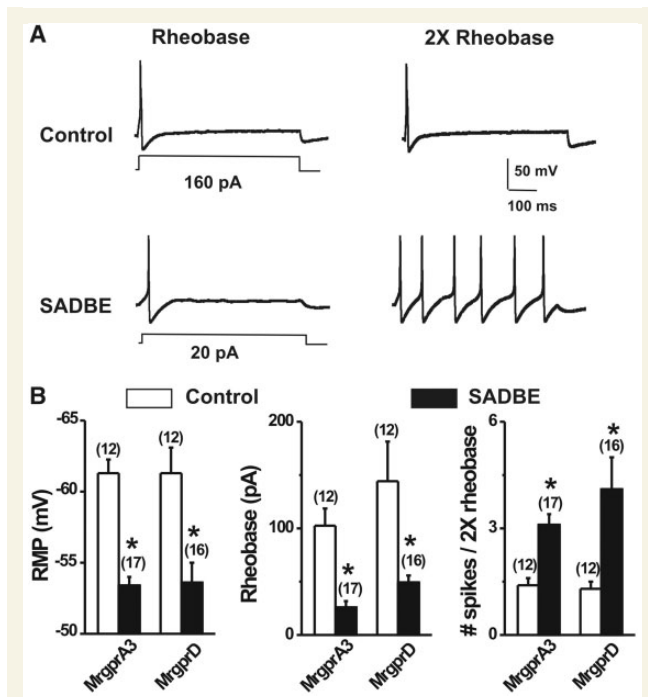 A
Rheobase
2X Rheobase
Control
160 pA
50 mV
100 ms
SADBE
20 pA
B
Control
SADBE
RMP (mV)
-65
-60
-55
-50
(12)
(12)
*
(17)
*
(16)
MrgprA3
MrgprD
Rheobase (pA)
200
100
0
(12)
(12)
*
(17)
*
(16)
MrgprA3
MrgprD
# spikes / 2X rheobase
6
3
0
(12)
*
(17)
(12)
*
(16)
MrgprA3
MrgprD